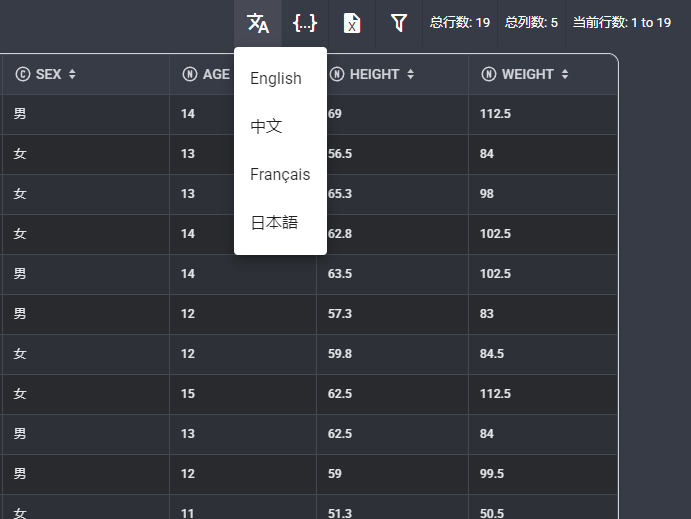 总行数: 19 总列数: 5 当前行数: 1 to 19
SEX AGE HEIGHT WEIGHT
English
中文
Français
日本語
男 14 69 112.5
女 13 56.5 84
女 13 65.3 98
女 14 62.8 102.5
男 14 63.5 102.5
男 12 57.3 83
女 12 59.8 84.5
女 15 62.5 112.5
男 13 62.5 84
男 12 59 99.5
女 11 51.3 50.5